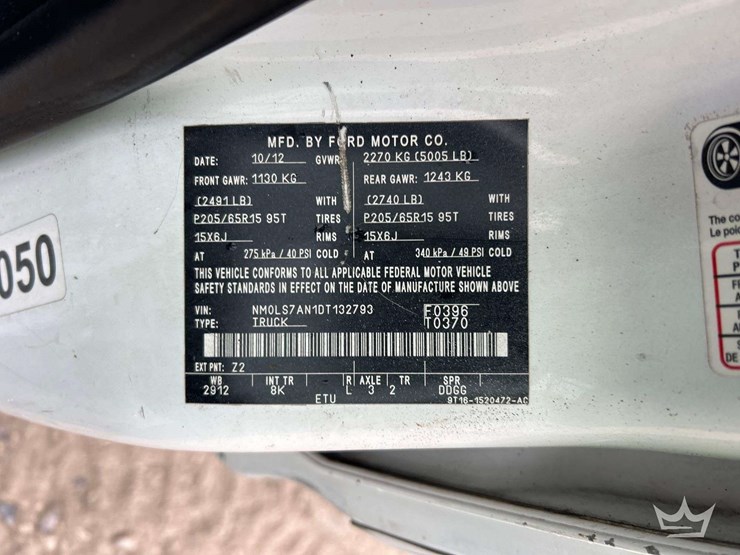 MFD. BY FORD MOTOR CO.
DATE: 10/12 GVWR: 2270 KG (5005 LB)
FRONT GAWR: 1130 KG REAR GAWR: 1243 KG
(2491 LB) WITH (2740 LB) WITH
P205/65R15 95T TIRES P205/65R15 95T TIRES
15X6J RIMS 15X6J RIMS
AT 275 kPa / 40 PSI COLD AT 340 kPa / 49 PSI COLD
THIS VEHICLE CONFORMS TO ALL APPLICABLE FEDERAL MOTOR VEHICLE
SAFETY STANDARDS IN EFFECT ON THE DATE OF MANUFACTURE SHOWN ABOVE
VIN: NM0LS7AN1DT132793 F0396
TYPE: TRUCK T0370
EXT PNT: Z2
WB INT TR R AXLE TR SPR
2912 8K L 3 2 DDGG
ETU 9T16-1520472-AC
050
The co
Le poi